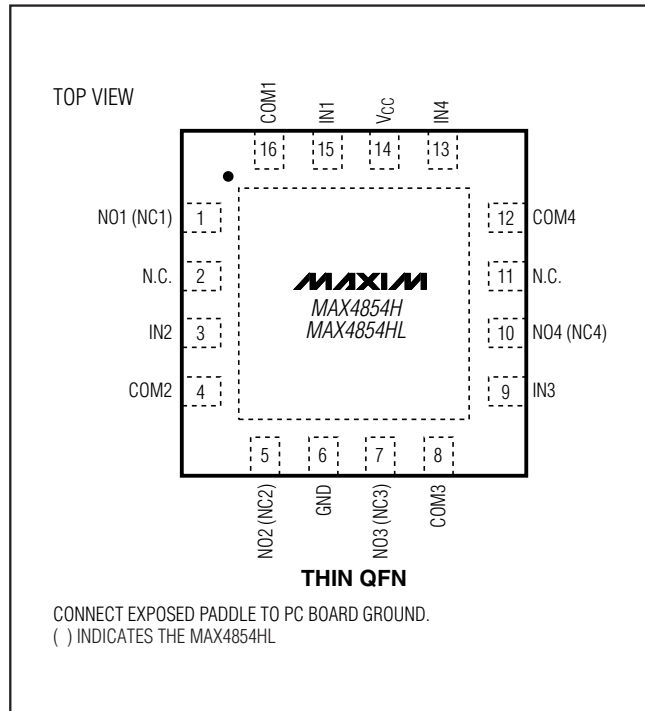 TOP VIEW
COM1
IN1
VCC
IN4
16
15
14
13
NO1 (NC1)
1
12
COM4
N.C.
2
11
N.C.
MAXIM
MAX4854H
MAX4854HL
IN2
3
10
NO4 (NC4)
COM2
4
9
IN3
5
6
7
8
NO2 (NC2)
GND
NO3 (NC3)
COM3
THIN QFN
CONNECT EXPOSED PADDLE TO PC BOARD GROUND.
( ) INDICATES THE MAX4854HL